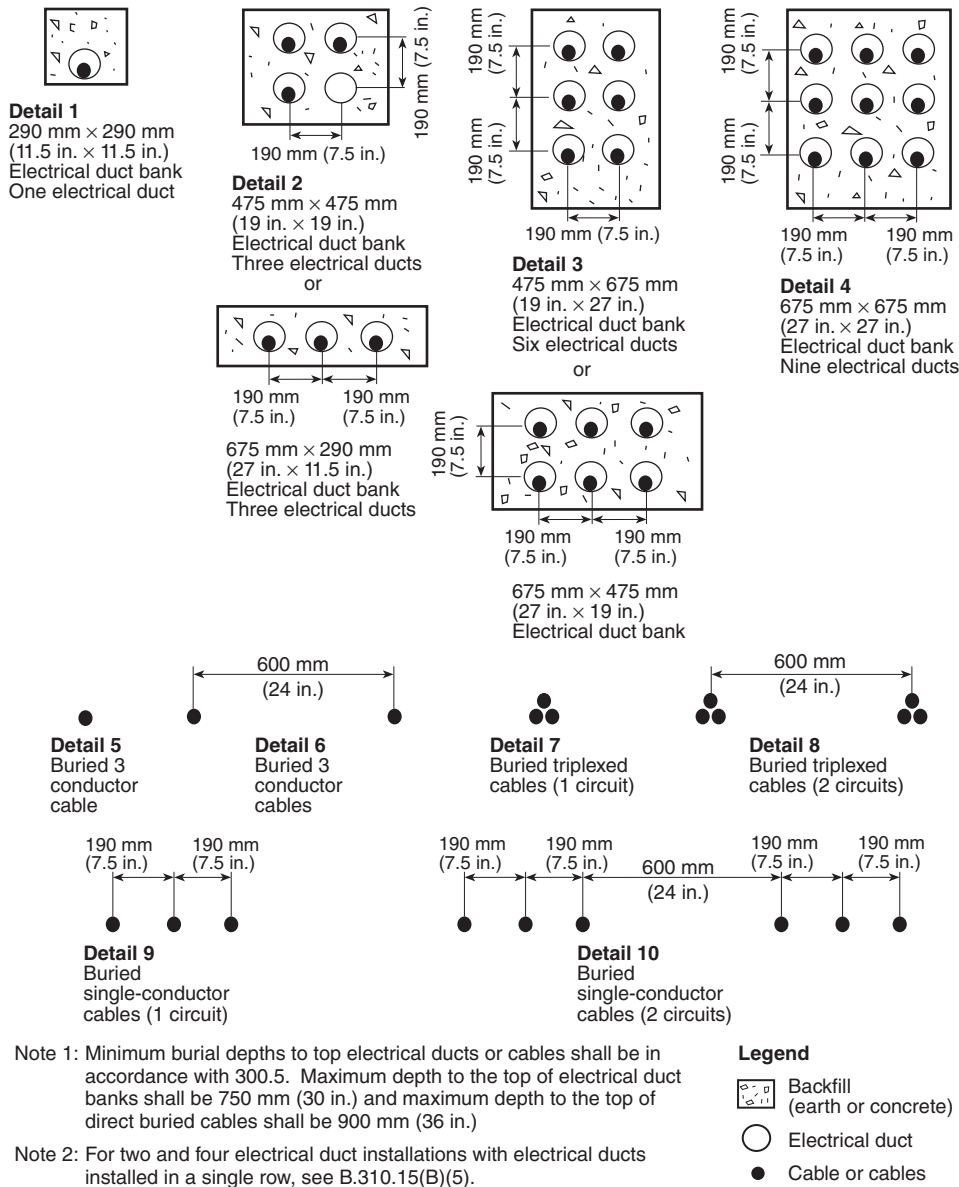 Detail 1
290 mm × 290 mm
(11.5 in. × 11.5 in.)
Electrical duct bank
One electrical duct
190 mm (7.5 in.)
190 mm (7.5 in.)
Detail 2
475 mm × 475 mm
(19 in. × 19 in.)
Electrical duct bank
Three electrical ducts
or
190 mm
(7.5 in.)
190 mm
(7.5 in.)
675 mm × 290 mm
(27 in. × 11.5 in.)
Electrical duct bank
Three electrical ducts
190 mm
(7.5 in.)
190 mm
(7.5 in.)
190 mm (7.5 in.)
Detail 3
475 mm × 675 mm
(19 in. × 27 in.)
Electrical duct bank
Six electrical ducts
or
190 mm
(7.5 in.)
190 mm
(7.5 in.)
190 mm
(7.5 in.)
675 mm × 475 mm
(27 in. × 19 in.)
Electrical duct bank
190 mm
(7.5 in.)
190 mm
(7.5 in.)
190 mm
(7.5 in.)
190 mm
(7.5 in.)
Detail 4
675 mm × 675 mm
(27 in. × 27 in.)
Electrical duct bank
Nine electrical ducts
600 mm
(24 in.)
600 mm
(24 in.)
Detail 5
Buried 3
conductor
cable
Detail 6
Buried 3
conductor
cables
Detail 7
Buried triplexed
cables (1 circuit)
Detail 8
Buried triplexed
cables (2 circuits)
190 mm
(7.5 in.)
190 mm
(7.5 in.)
190 mm
(7.5 in.)
190 mm
(7.5 in.)
600 mm
(24 in.)
190 mm
(7.5 in.)
190 mm
(7.5 in.)
Detail 9
Buried
single-conductor
cables (1 circuit)
Detail 10
Buried
single-conductor
cables (2 circuits)
Note 1: Minimum burial depths to top electrical ducts or cables shall be in
accordance with 300.5. Maximum depth to the top of electrical duct
banks shall be 750 mm (30 in.) and maximum depth to the top of
direct buried cables shall be 900 mm (36 in.)
Note 2: For two and four electrical duct installations with electrical ducts
installed in a single row, see B.310.15(B)(5).
Legend
Backfill
(earth or concrete)
Electrical duct
Cable or cables